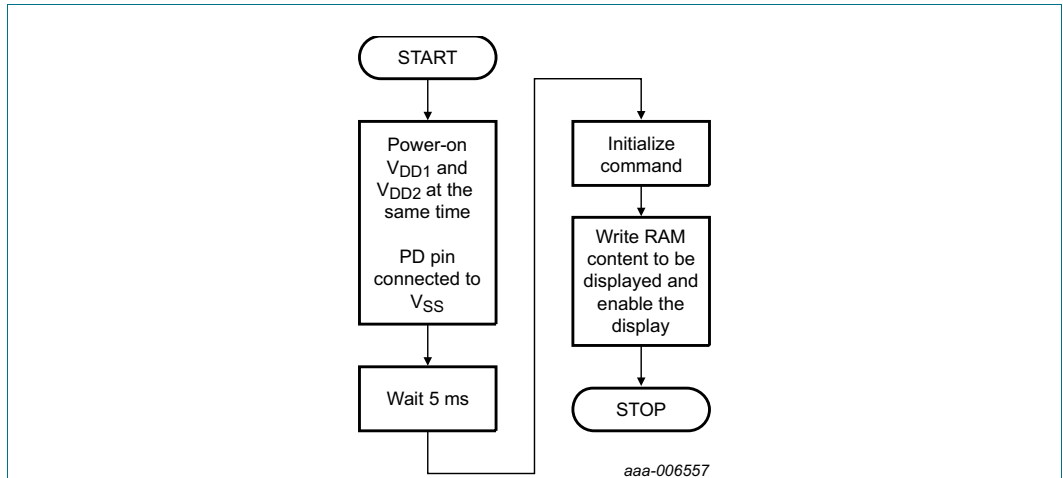 START
Power-on
VDD1 and
VDD2 at the
same time
PD pin
connected to
VSS
Wait 5 ms
Initialize
command
Write RAM
content to be
displayed and
enable the
display
STOP
aaa-006557